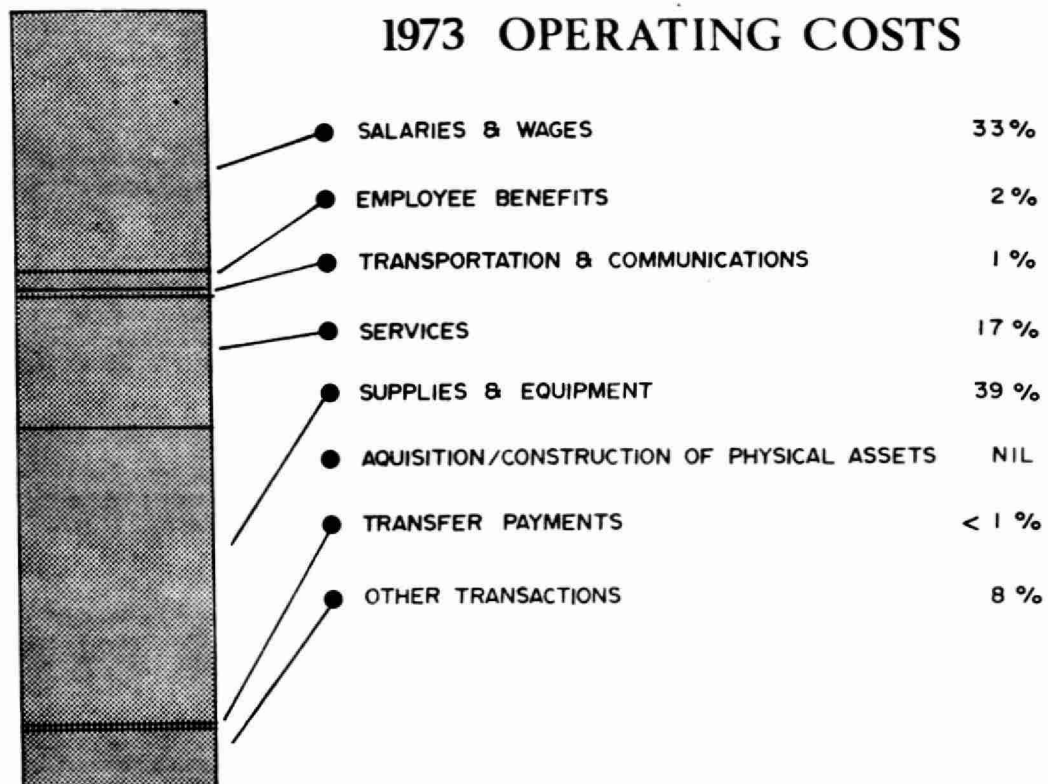 1973 OPERATING COSTS
SALARIES & WAGES 33%
EMPLOYEE BENEFITS 2%
TRANSPORTATION & COMMUNICATIONS 1%
SERVICES 17%
SUPPLIES & EQUIPMENT 39%
AQUISITION/CONSTRUCTION OF PHYSICAL ASSETS NIL
TRANSFER PAYMENTS < 1%
OTHER TRANSACTIONS 8%